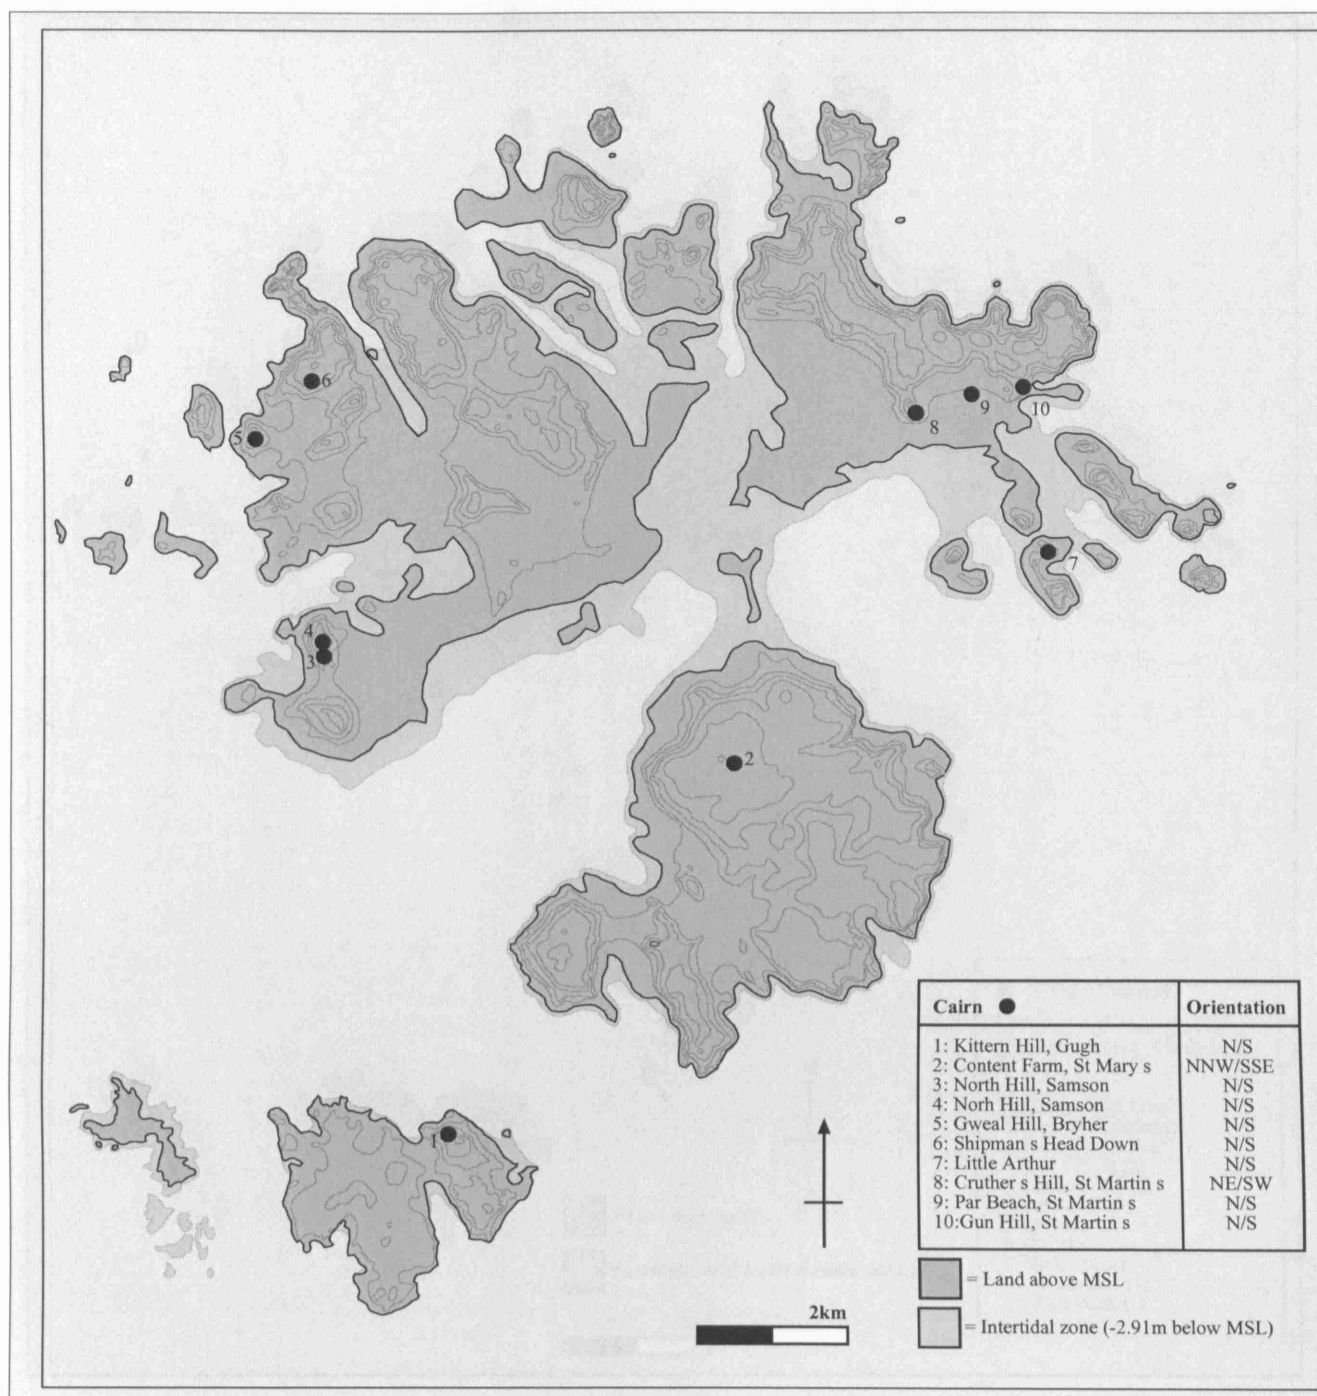 6
5
10
9
8
7
4
3
2
1
Cairn Orientation
1: Kittern Hill, Gugh N/S
2: Content Farm, St Mary s NNW/SSE
3: North Hill, Samson N/S
4: Norh Hill, Samson N/S
5: Gweal Hill, Bryher N/S
6: Shipman s Head Down N/S
7: Little Arthur N/S
8: Cruther s Hill, St Martin s NE/SW
9: Par Beach, St Martin s N/S
10:Gun Hill, St Martin s N/S
= Land above MSL
2km
= Intertidal zone (-2.91m below MSL)